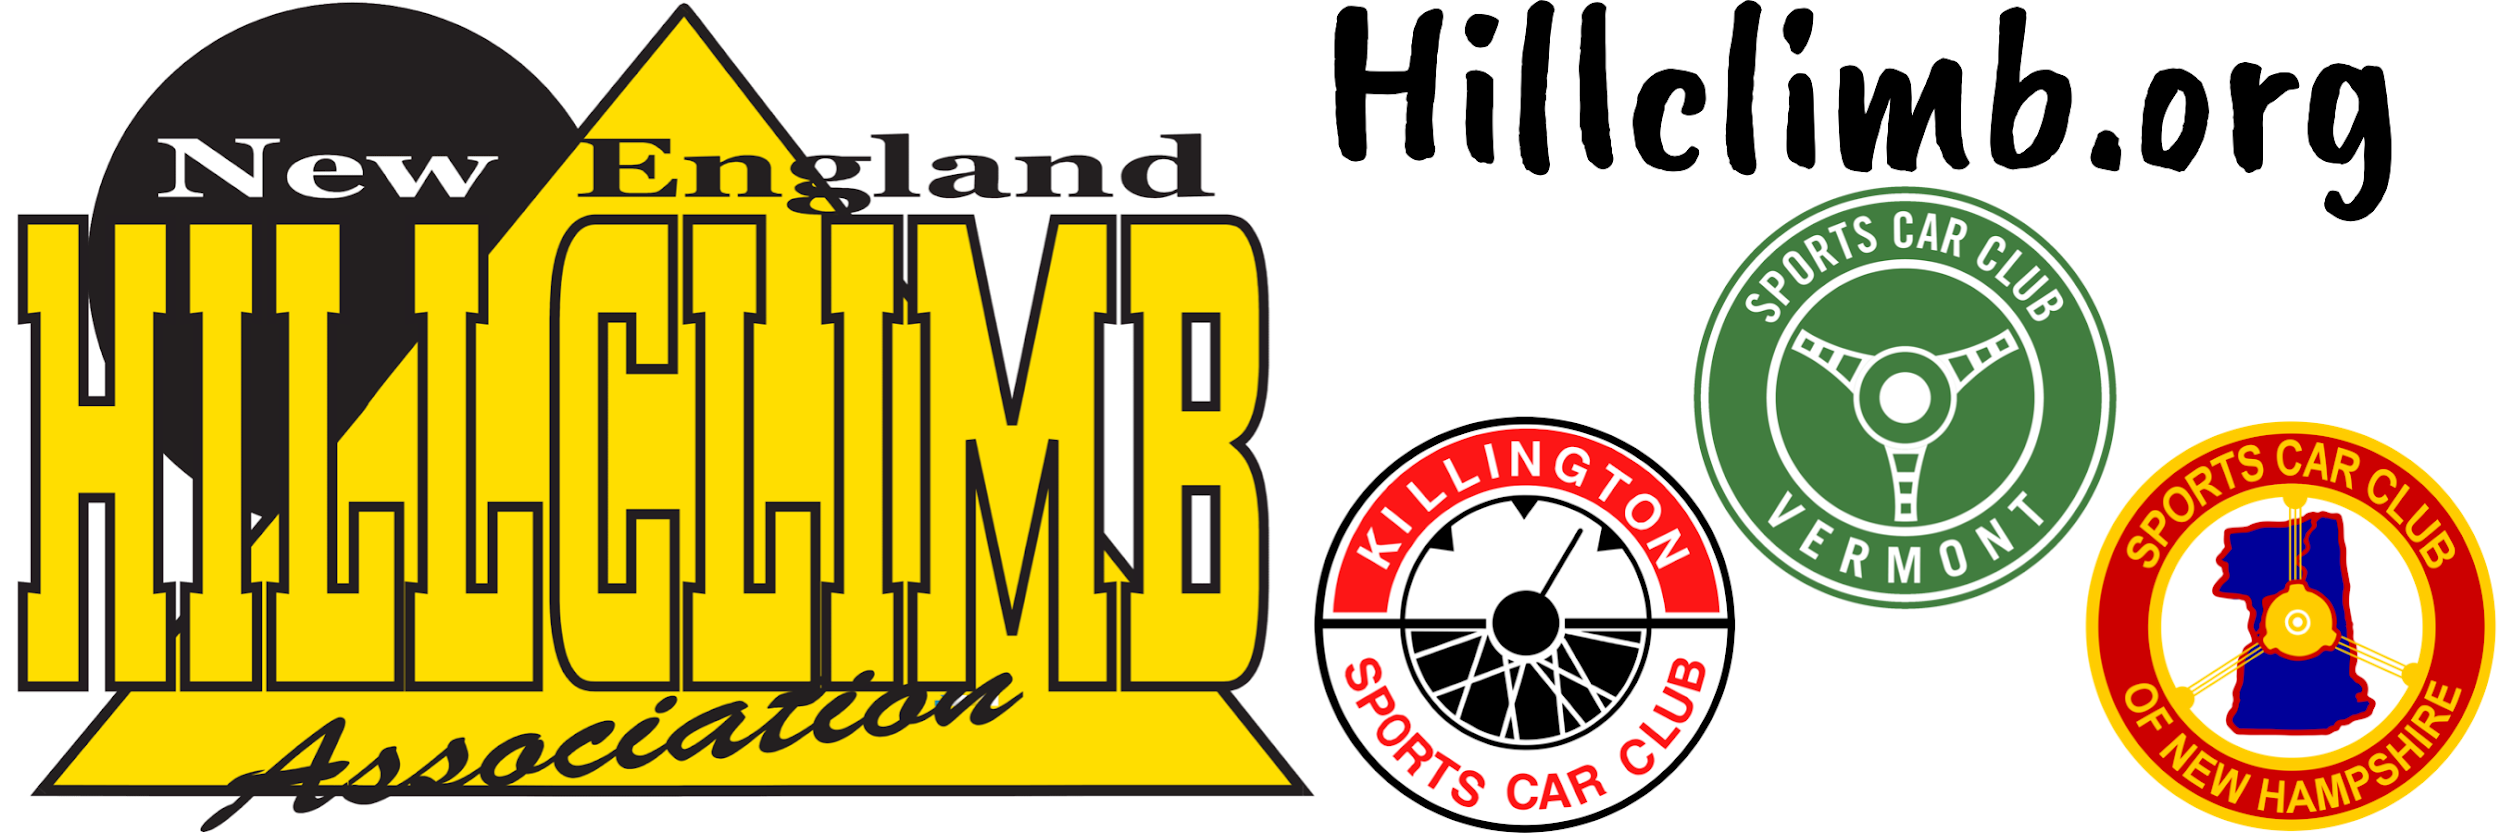 New England
HILLCLIMB
Association
Hillclimb.org
SPORTS CAR CLUB
VERMONT
KILLINGTON
SPORTS CAR CLUB
SPORTS CAR CLUB
OF NEW HAMPSHIRE